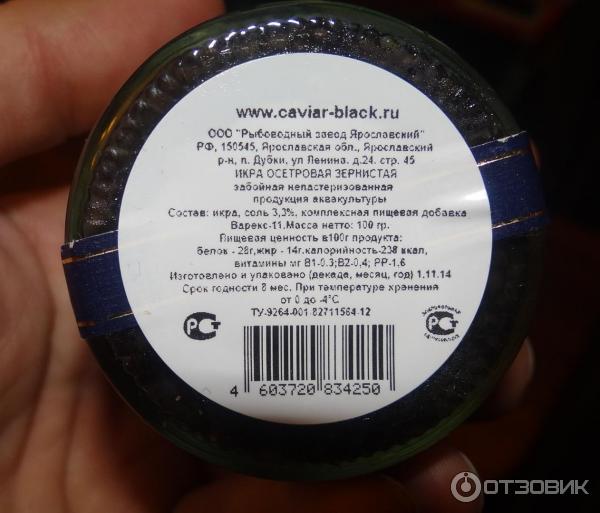 www.caviar-black.ru
ООО "Рыбоводный завод Ярославский"
РФ, 150545, Ярославская обл., Ярославский
р-н, п. Дубки, ул Ленина. д.24. стр. 45
ИКРА ОСЕТРОВАЯ ЗЕРНИСТАЯ
забойная непастеризованная
продукция аквакультуры
Состав: икра, соль 3,3%, комплексная пищевая добавка
Варекс-11.Масса нетто: 100 гр.
Пищевая ценность в100г продукта:
белок - 28г,жир - 14г.калорийность-238 ккал,
витамины мг В1-0.3;В2-0,4; РР-1,6
Изготовлено и упаковано (декада, месяц, год) 1.11.14
Срок годности 8 мес. При температуре хранения
от 0 до -4°С
ТУ-9264-001-82711564-12
РСТ
РСТ
4 603720 834250
ОТЗОВИК